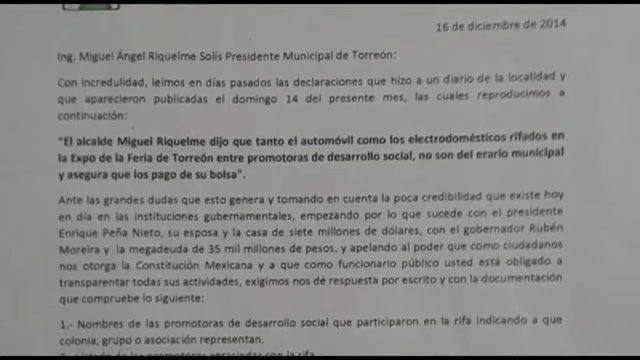 16 de diciembre de 2014
Ing. Miguel Ángel Riquelme Solís Presidente Municipal de Torreón:
Con incredulidad, leímos en días pasados las declaraciones que hizo a un diario de la localidad y
que aparecieron publicadas el domingo 14 del presente mes, las cuales reproducimos a
continuación:
"El alcalde Miguel Riquelme dijo que tanto el automóvil como los electrodomésticos rifados en
la Expo de la Feria de Torreón entre promotoras de desarrollo social, no son del erario municipal
y asegura que los pago de su bolsa".
Ante las grandes dudas que esto genera y tomando en cuenta la poca credibilidad que existe hoy
en día en las instituciones gubernamentales, empezando por lo que sucede con el presidente
Enrique Peña Nieto, su esposa y la casa de siete millones de dólares, con el gobernador Rubén
Moreira y la megadeuda de 35 mil millones de pesos, y apelando al poder que como ciudadanos
nos otorga la Constitución Mexicana y a que como funcionario público usted está obligado a
transparentar todas sus actividades, exigimos nos dé respuesta por escrito y con la documentación
que compruebe lo siguiente:
1.- Nombres de las promotoras de desarrollo social que participaron en la rifa indicando a que
colonia, grupo o asociación representan.